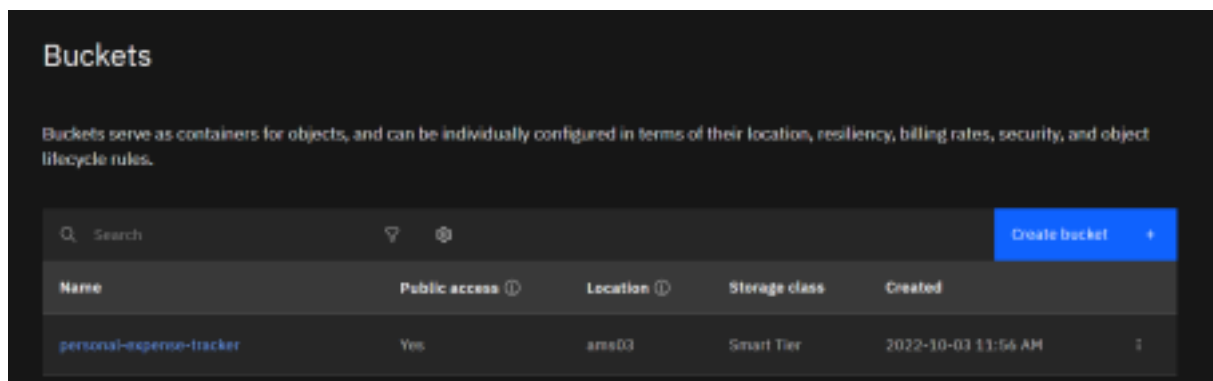 Buckets
Buckets serve as containers for objects, and can be individually configured in terms of their location, resiliency, billing rates, security, and object
lifecycle rules.
Search
Create bucket +
Name Public access ⓘ Location ⓘ Storage class Created
personal-expense-tracker Yes ams03 Smart Tier 2022-10-03 11:56 AM